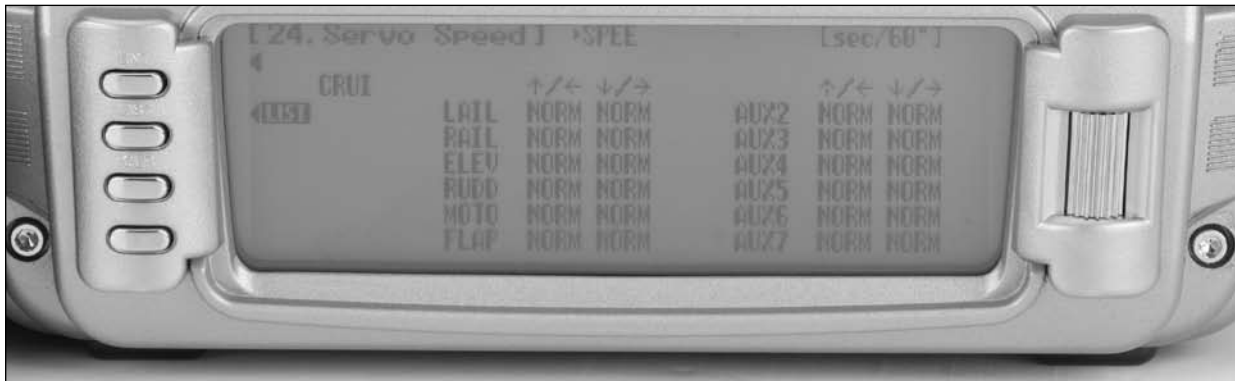 [24.Servo Speed] SPEE [sec/60°]
CRUI ↑/← ↓/→ ↑/← ↓/→
LIST LAIL NORM NORM AUX2 NORM NORM
RAIL NORM NORM AUX3 NORM NORM
ELEV NORM NORM AUX4 NORM NORM
RUDD NORM NORM AUX5 NORM NORM
MOTO NORM NORM AUX6 NORM NORM
FLAP NORM NORM AUX7 NORM NORM